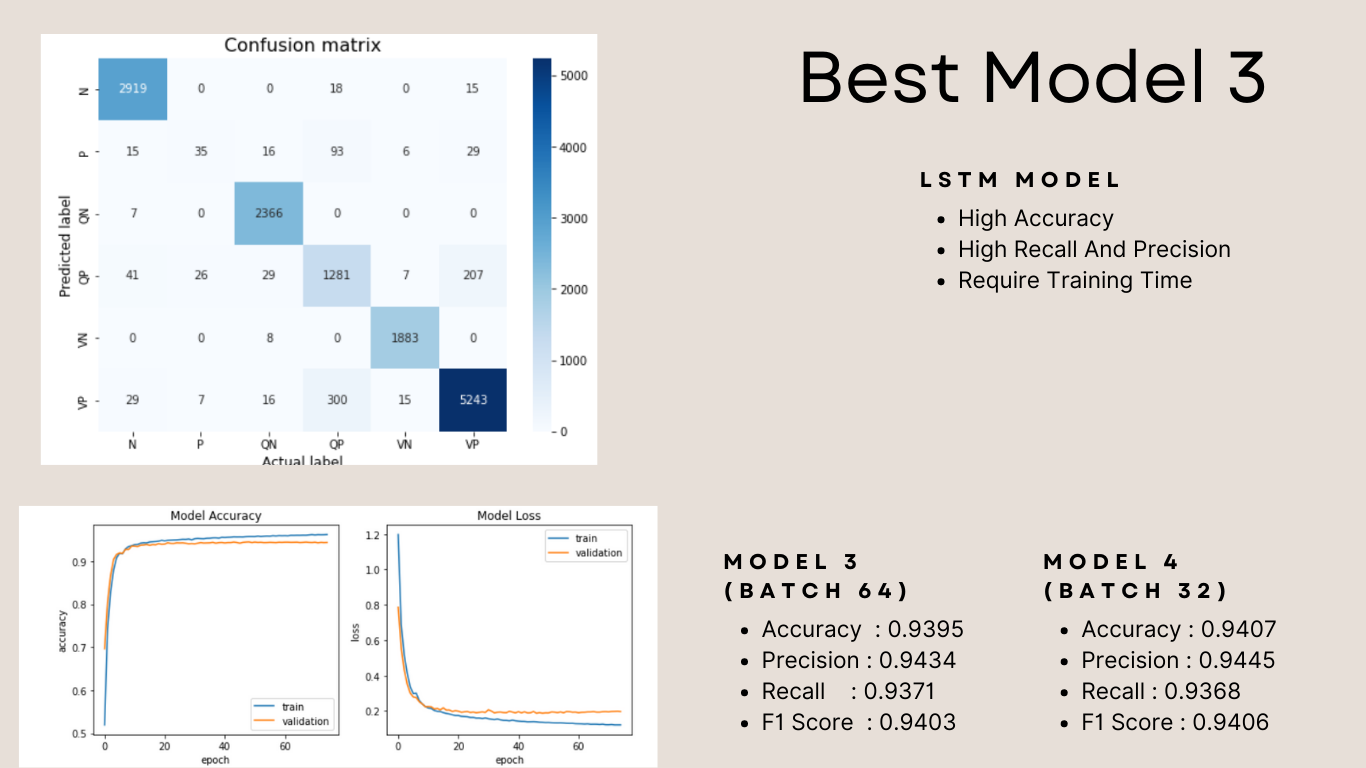 Confusion matrix
N 2919 0 0 18 0 15
P 15 35 16 93 6 29
QN 7 0 2366 0 0 0
QP 41 26 29 1281 7 207
VN 0 0 8 0 1883 0
VP 29 7 16 300 15 5243
N P QN QP VN VP
Predicted label
Actual label
5000
4000
3000
2000
1000
0
Best Model 3
LSTM MODEL
• High Accuracy
• High Recall And Precision
• Require Training Time
Model Accuracy
accuracy
0.9
0.8
0.7
0.6
0.5
train
validation
0 20 40 60
epoch
Model Loss
loss
1.2
1.0
0.8
0.6
0.4
0.2
train
validation
0 20 40 60
epoch
MODEL 3
(BATCH 64)
• Accuracy : 0.9395
• Precision : 0.9434
• Recall : 0.9371
• F1 Score : 0.9403
MODEL 4
(BATCH 32)
• Accuracy : 0.9407
• Precision : 0.9445
• Recall : 0.9368
• F1 Score : 0.9406